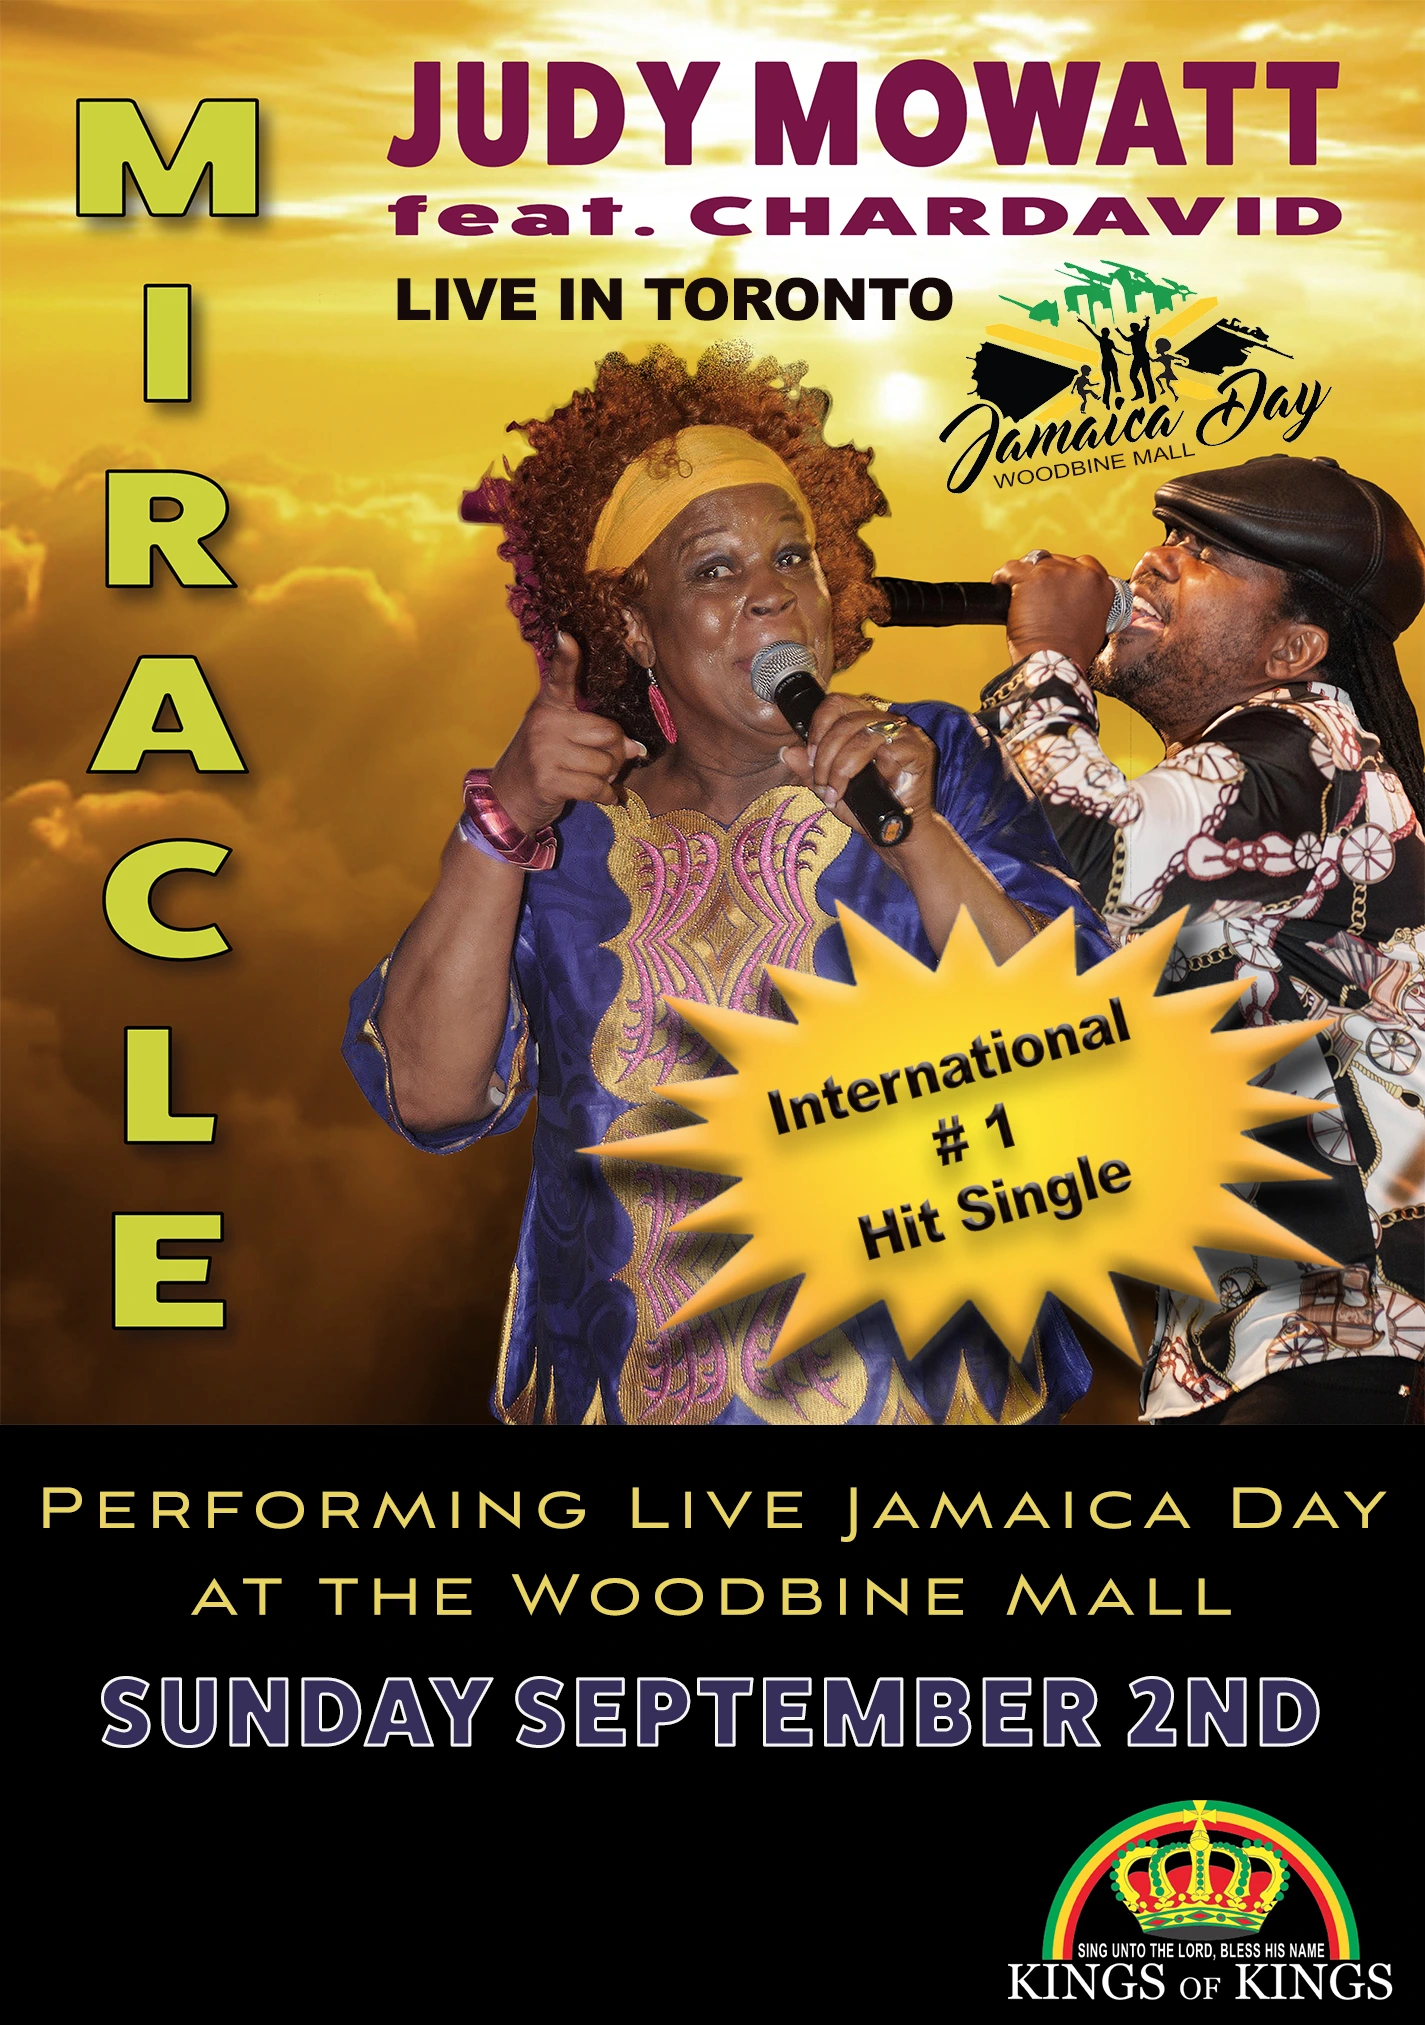 MIRACLE
JUDY MOWATT
feat. CHARDAVID
LIVE IN TORONTO
Jamaica Day
WOODBINE MALL
International
# 1
Hit Single
PERFORMING LIVE JAMAICA DAY
AT THE WOODBINE MALL
SUNDAY SEPTEMBER 2ND
SING UNTO THE LORD, BLESS HIS NAME
KINGS OF KINGS